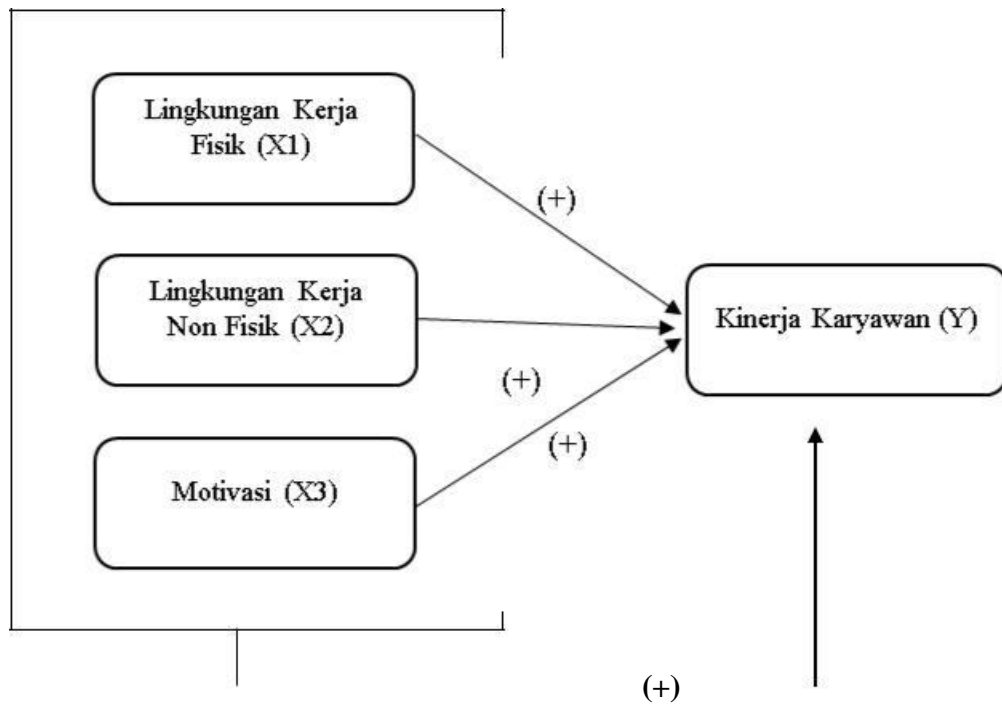 Lingkungan Kerja
Fisik (X1)
(+)
Lingkungan Kerja
Non Fisik (X2)
Kinerja Karyawan (Y)
(+)
(+)
Motivasi (X3)
(+)